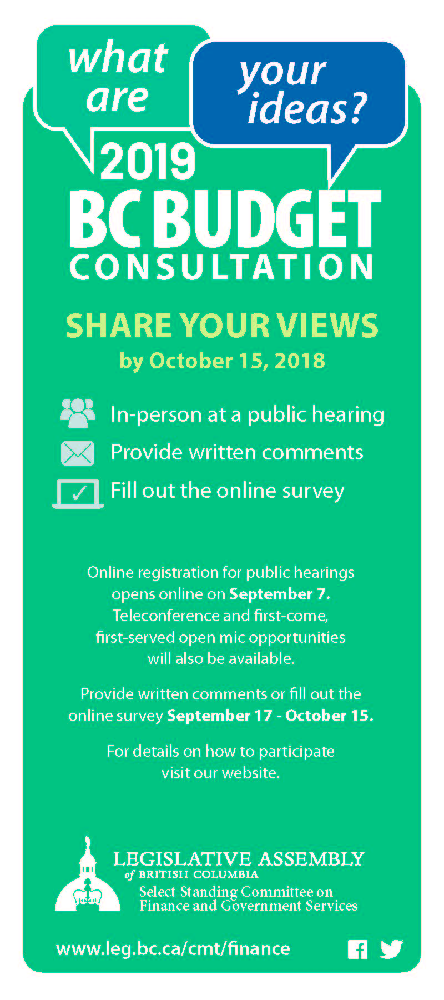 what
are
your
ideas?
2019
BC BUDGET
CONSULTATION
SHARE YOUR VIEWS
by October 15, 2018
In-person at a public hearing
Provide written comments
Fill out the online survey
Online registration for public hearings
opens online on September 7.
Teleconference and first-come,
first-served open mic opportunities
will also be available.
Provide written comments or fill out the
online survey September 17 - October 15.
For details on how to participate
visit our website.
LEGISLATIVE ASSEMBLY
of BRITISH COLUMBIA
Select Standing Committee on
Finance and Government Services
www.leg.bc.ca/cmt/finance